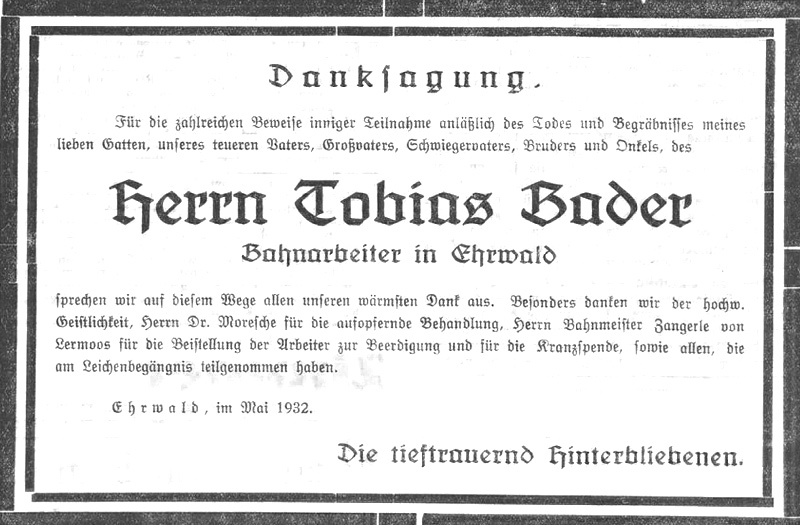 Danksagung.
Für die zahlreichen Beweise inniger Teilnahme anläßlich des Todes und Begräbnisses meines
lieben Gatten, unseres teueren Vaters, Großvaters, Schwiegervaters, Bruders und Onkels, des
Herrn Tobias Bader
Bahnarbeiter in Ehrwald
sprechen wir auf diesem Wege allen unseren wärmsten Dank aus. Besonders danken wir der hochw.
Geistlichkeit, Herrn Dr. Moresche für die aufopfernde Behandlung, Herrn Bahnmeister Zangerle von
Lermoos für die Beistellung der Arbeiter zur Beerdigung und für die Kranzspende, sowie allen, die
am Leichenbegängnis teilgenommen haben.
Ehrwald, im Mai 1932.
Die tieftrauernd Hinterbliebenen.